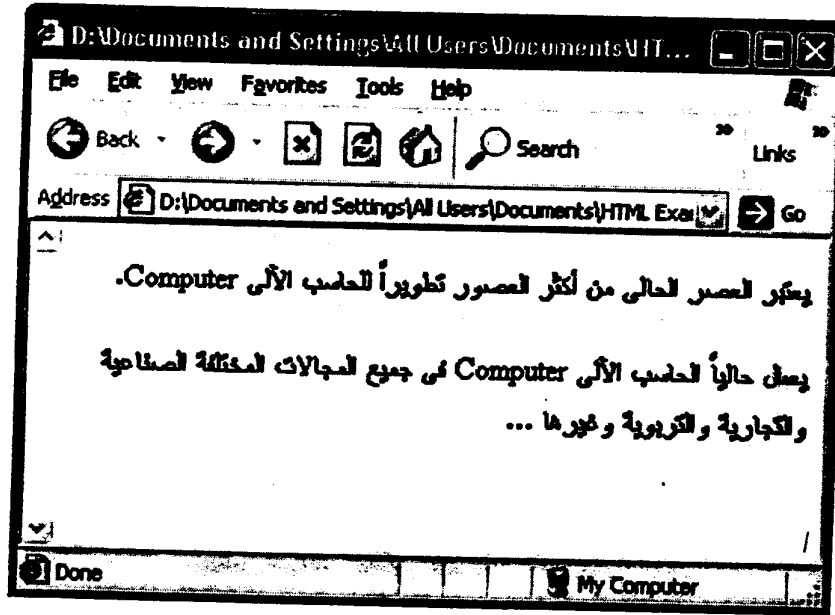 D:\Documents and Settings\All Users\Documents\HT...
File Edit View Favorites Tools Help
Back Search » Links »
Address D:\Documents and Settings\All Users\Documents\HTML Exa Go
يعتبر العصر الحالى من أكثر العصور تطويراً للحاسب الآلى Computer.
يعمل حالياً الحاسب الآلى Computer فى جميع المجالات المختلفة الصناعية
والتجارية والتربوية وغيرها ...
Done My Computer